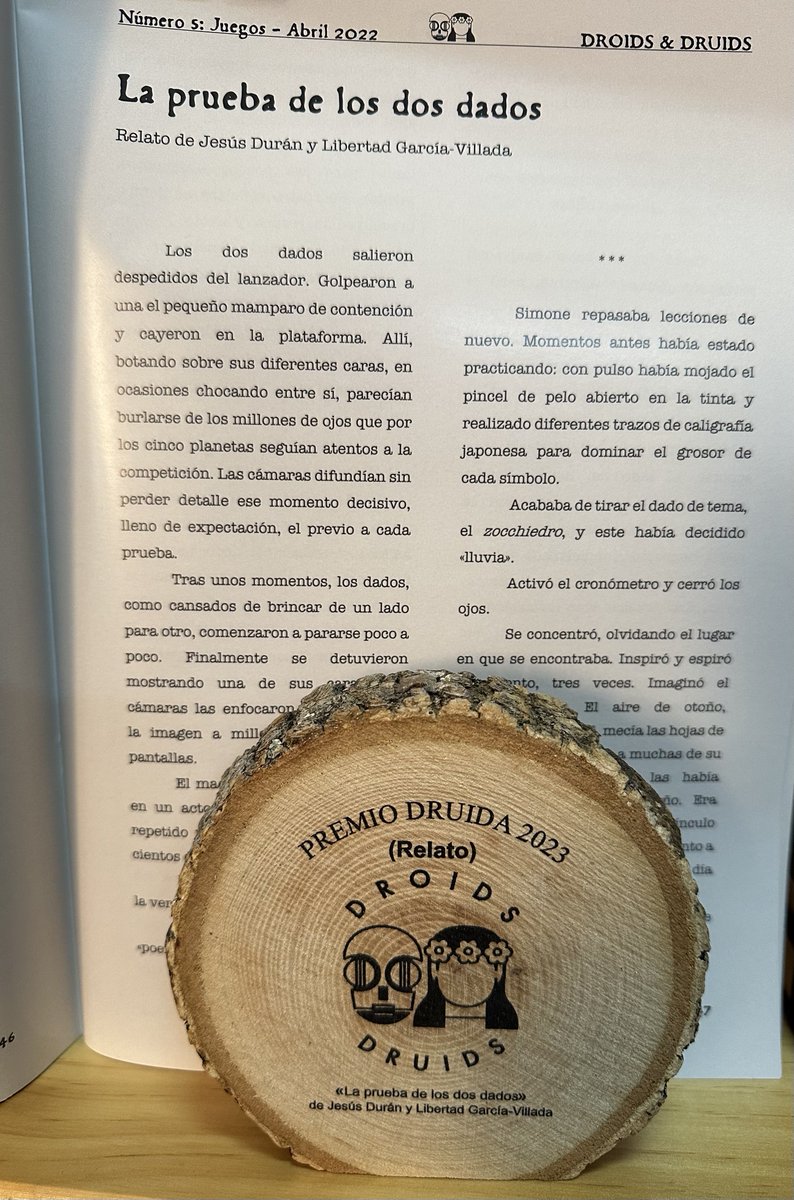 Número 5: Juegos - Abril 2022
DROIDS & DRUIDS
La prueba de los dos dados
Relato de Jesús Durán y Libertad García-Villada
Los dos dados salieron
despedidos del lanzador. Golpearon a
una el pequeño mamparo de contención
y cayeron en la plataforma. Allí,
botando sobre sus diferentes caras, en
ocasiones chocando entre sí, parecían
burlarse de los millones de ojos que por
los cinco planetas seguían atentos a la
competición. Las cámaras difundían sin
perder detalle ese momento decisivo,
lleno de expectación, el previo a cada
prueba.
Tras unos momentos, los dados,
como cansados de brincar de un lado
para otro, comenzaron a pararse poco a
poco. Finalmente se detuvieron
mostrando una de sus
cámaras las enfocaron
la imagen a
pantallas.
El
en un
repetido
cientos
la
46
***
Simone repasaba lecciones de
nuevo. Momentos antes había estado
practicando: con pulso había mojado el
pincel de pelo abierto en la tinta y
realizado diferentes trazos de caligrafía
japonesa para dominar el grosor de
cada símbolo.
Acababa de tirar el dado de tema,
el zocchiedro, y este había decidido
«lluvia».
Activó el cronómetro y cerró los
ojos.
Se concentró, olvidando el lugar
en que se encontraba. Inspiró y espiró
tres veces. Imaginó el
El aire de otoño,
mecía las hojas de
a muchas de su
las había
Era
a
día
PREMIO DRUIDA 2023
(Relato)
DROIDS
DRUIDS
«La prueba de los dos dados»
de Jesús Durán y Libertad García-Villada